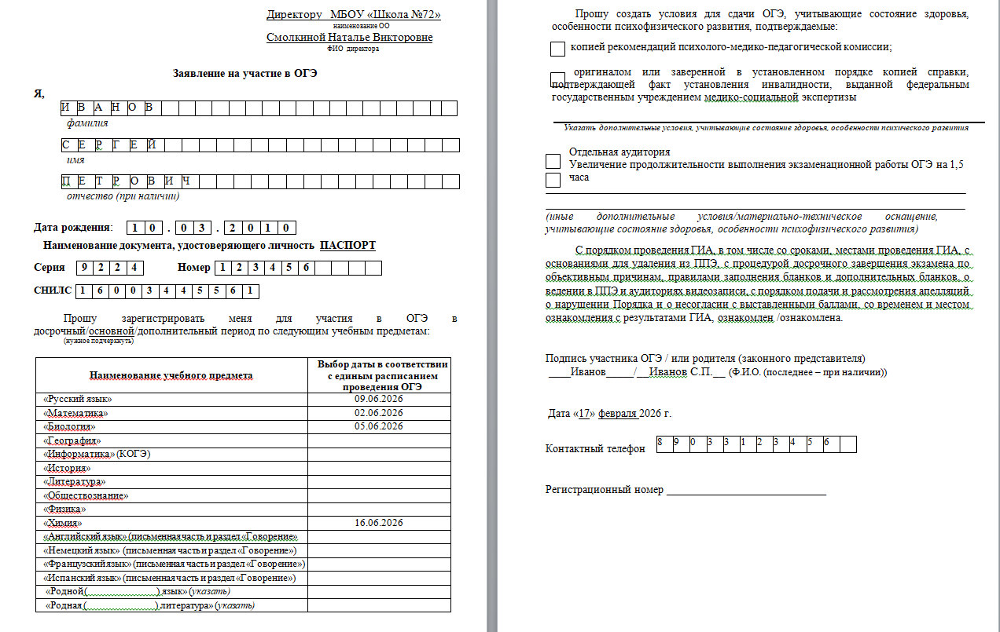 Директору МБОУ «Школа №72»
наименование ОО
Смолкиной Наталье Викторовне
ФИО директора
Заявление на участие в ОГЭ
Я,
И В А Н О В
фамилия
С Е Р Г Е Й
имя
П Е Т Р О В И Ч
отчество (при наличии)
Дата рождения: 1 0 . 0 3 . 2 0 1 0
Наименование документа, удостоверяющего личность ПАСПОРТ
Серия 9 2 2 4 Номер 1 2 3 4 5 6
СНИЛС 1 6 0 0 3 4 4 5 5 6 1
Прошу зарегистрировать меня для участия в ОГЭ в
досрочный/основной/дополнительный период по следующим учебным предметам:
(нужное подчеркнуть)
Наименование учебного предмета
Выбор даты в соответствии
с единым расписанием
проведения ОГЭ
«Русский язык» 09.06.2026
«Математика» 02.06.2026
«Биология» 05.06.2026
«География»
«Информатика» (КОГЭ)
«История»
«Литература»
«Обществознание»
«Физика»
«Химия» 16.06.2026
«Английский язык» (письменная часть и раздел «Говорение»
«Немецкий язык» (письменная часть и раздел «Говорение»)
«Французский язык» (письменная часть и раздел «Говорение»)
«Испанский язык» (письменная часть и раздел «Говорение»)
«Родной(______________) язык» (указать)
«Родная(______________) литература» (указать)
Прошу создать условия для сдачи ОГЭ, учитывающие состояние здоровья,
особенности психофизического развития, подтверждаемые:
копией рекомендаций психолого-медико-педагогической комиссии;
оригиналом или заверенной в установленном порядке копией справки,
подтверждающей факт установления инвалидности, выданной федеральным
государственным учреждением медико-социальной экспертизы
Указать дополнительные условия, учитывающие состояние здоровья, особенности психического развития
Отдельная аудитория
Увеличение продолжительности выполнения экзаменационной работы ОГЭ на 1,5
часа
(иные дополнительные условия/материально-техническое оснащение,
учитывающие состояние здоровья, особенности психофизического развития)
С порядком проведения ГИА, в том числе со сроками, местами проведения ГИА, с
основаниями для удаления из ППЭ, с процедурой досрочного завершения экзамена по
объективным причинам, правилами заполнения бланков и дополнительных бланков, о
ведении в ППЭ и аудиториях видеозаписи, с порядком подачи и рассмотрения апелляций
о нарушении Порядка и о несогласии с выставленными баллами, со временем и местом
ознакомления с результатами ГИА, ознакомлен /ознакомлена.
Подпись участника ОГЭ / или родителя (законного представителя)
____Иванов_____/__Иванов С.П.__ (Ф.И.О. (последнее – при наличии))
Дата «17» февраля 2026 г.
Контактный телефон 8 9 0 3 3 1 2 3 4 5 6
Регистрационный номер ______________________________